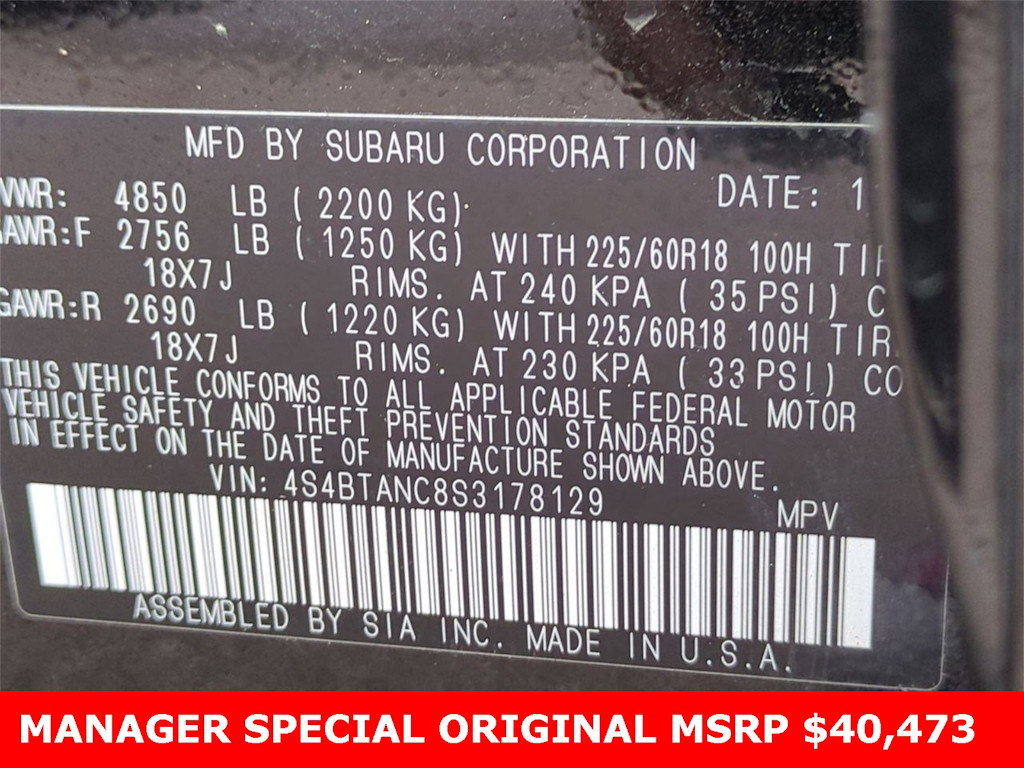 MFD BY SUBARU CORPORATION
DATE: 1
VWR: 4850 LB ( 2200 KG)
AWR:F 2756 LB ( 1250 KG) WITH 225/60R18 100H TIR
18X7J RIMS. AT 240 KPA ( 35 PSI) C
GAWR:R 2690 LB ( 1220 KG) WITH 225/60R18 100H TIR
18X7J RIMS. AT 230 KPA ( 33 PSI) CO
THIS VEHICLE CONFORMS TO ALL APPLICABLE FEDERAL MOTOR
VEHICLE SAFETY AND THEFT PREVENTION STANDARDS
IN EFFECT ON THE DATE OF MANUFACTURE SHOWN ABOVE.
VIN: 4S4BTANC8S3178129
MPV
ASSEMBLED BY SIA INC. MADE IN U.S.A.
MANAGER SPECIAL ORIGINAL MSRP $40,473